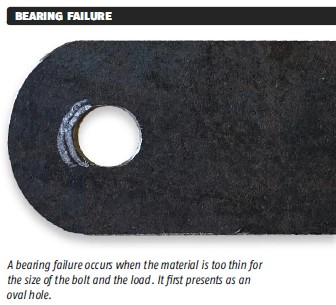 BEARING FAILURE
A bearing failure occurs when the material is too thin for
the size of the bolt and the load. It first presents as an
oval hole.